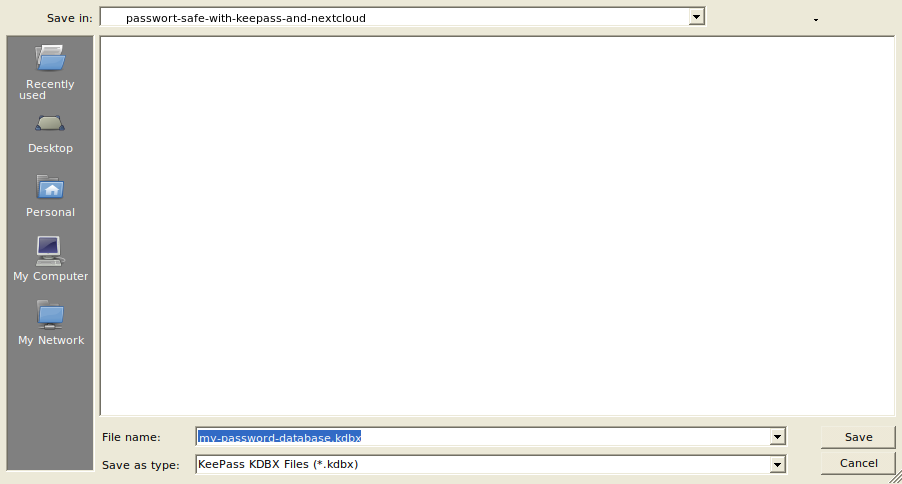 Save in:
passwort-safe-with-keepass-and-nextcloud
Recently
used
Desktop
Personal
My Computer
My Network
File name:
my-password-database.kdbx
Save
Save as type:
KeePass KDBX Files (*.kdbx)
Cancel